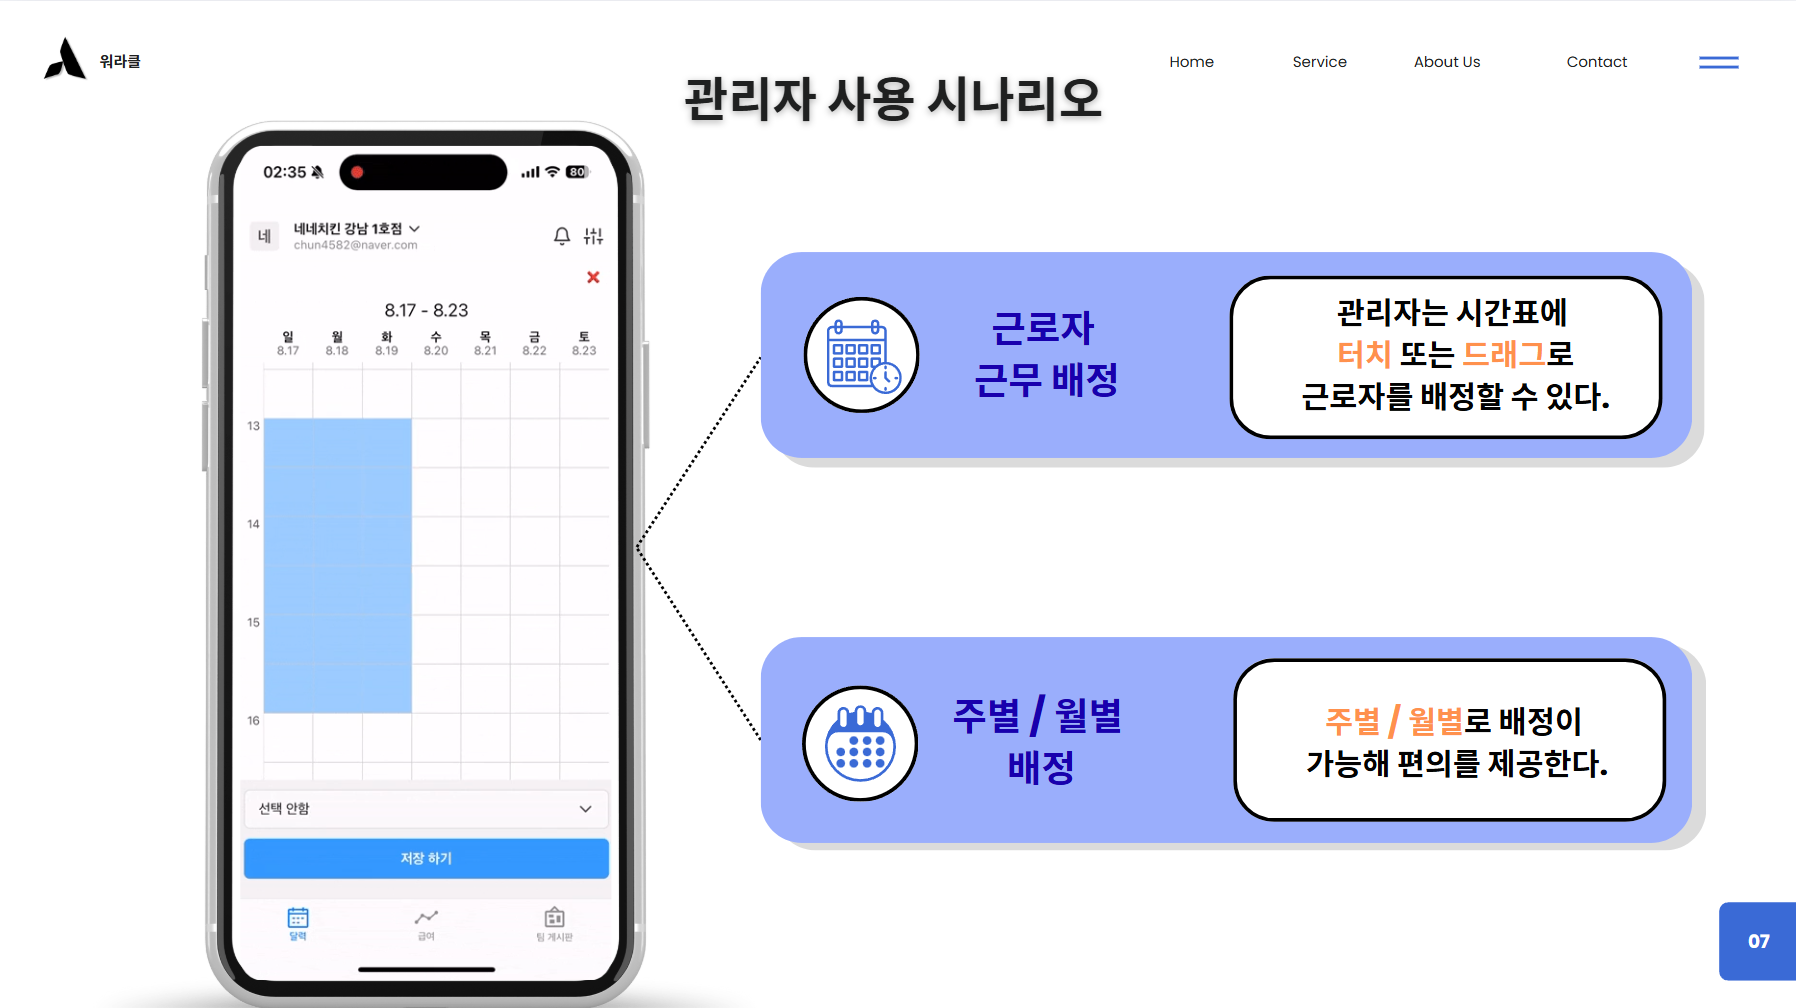 워라클
Home
Service
About Us
Contact
관리자 사용 시나리오
02:35
80
네
네네치킨 강남 1호점
chun4582@naver.com
8.17 - 8.23
일 월 화 수 목 금 토
8.17 8.18 8.19 8.20 8.21 8.22 8.23
13
14
15
16
선택 안함
저장 하기
달력
급여
팀 게시판
근로자
근무 배정
관리자는 시간표에
터치 또는 드래그로
근로자를 배정할 수 있다.
주별 / 월별
배정
주별 / 월별로 배정이
가능해 편의를 제공한다.
07